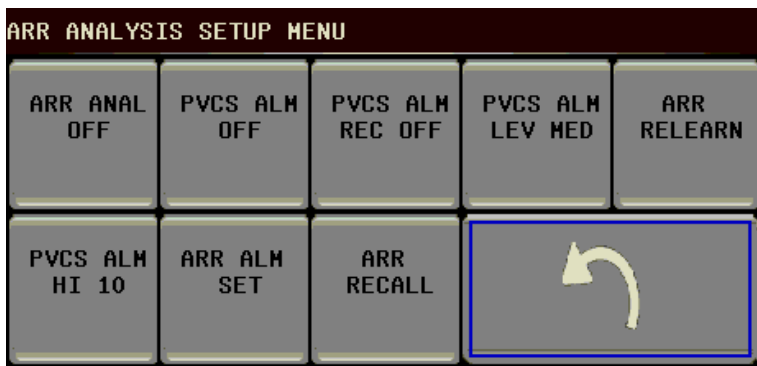 ARR ANALYSIS SETUP MENU
ARR ANAL
OFF
PVCS ALM
OFF
PVCS ALM
REC OFF
PVCS ALM
LEV MED
ARR
RELEARN
PVCS ALM
HI 10
ARR ALM
SET
ARR
RECALL